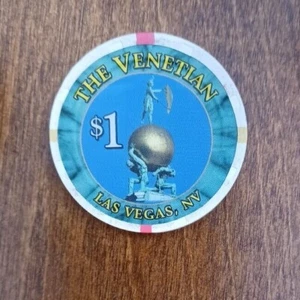 THE VENETIAN
$1
LAS VEGAS, NV